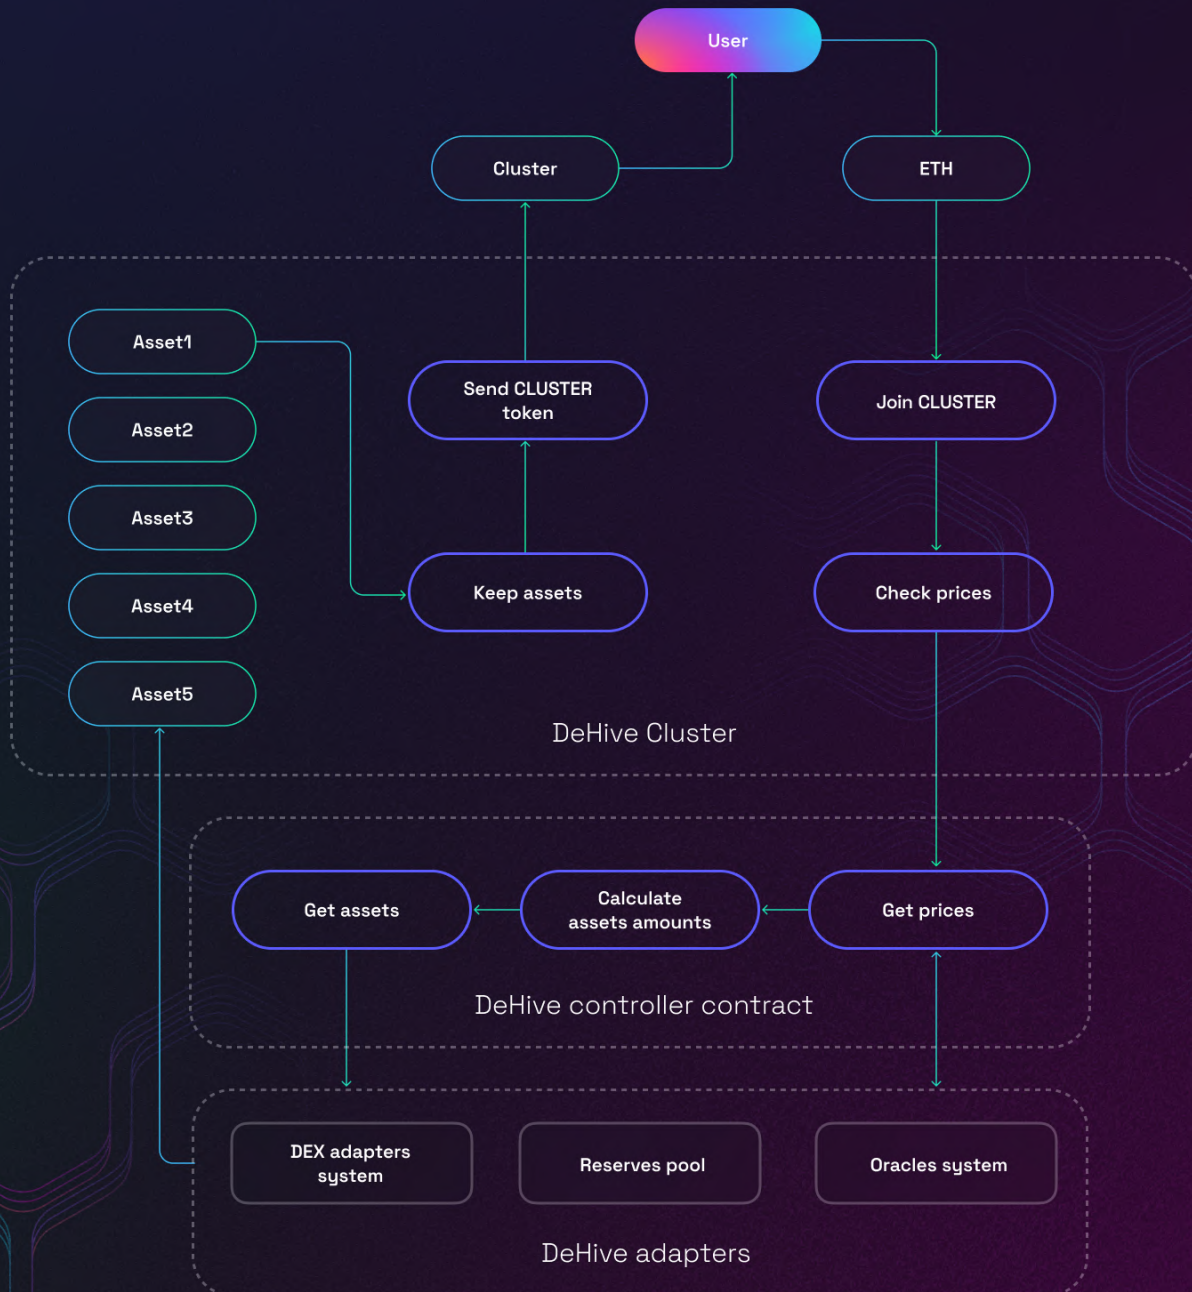 User
Cluster
ETH
Asset1
Asset2
Asset3
Asset4
Asset5
Send CLUSTER
token
Keep assets
Join CLUSTER
Check prices
DeHive Cluster
Get assets
Calculate
assets amounts
Get prices
DeHive controller contract
DEX adapters
system
Reserves pool
Oracles system
DeHive adapters